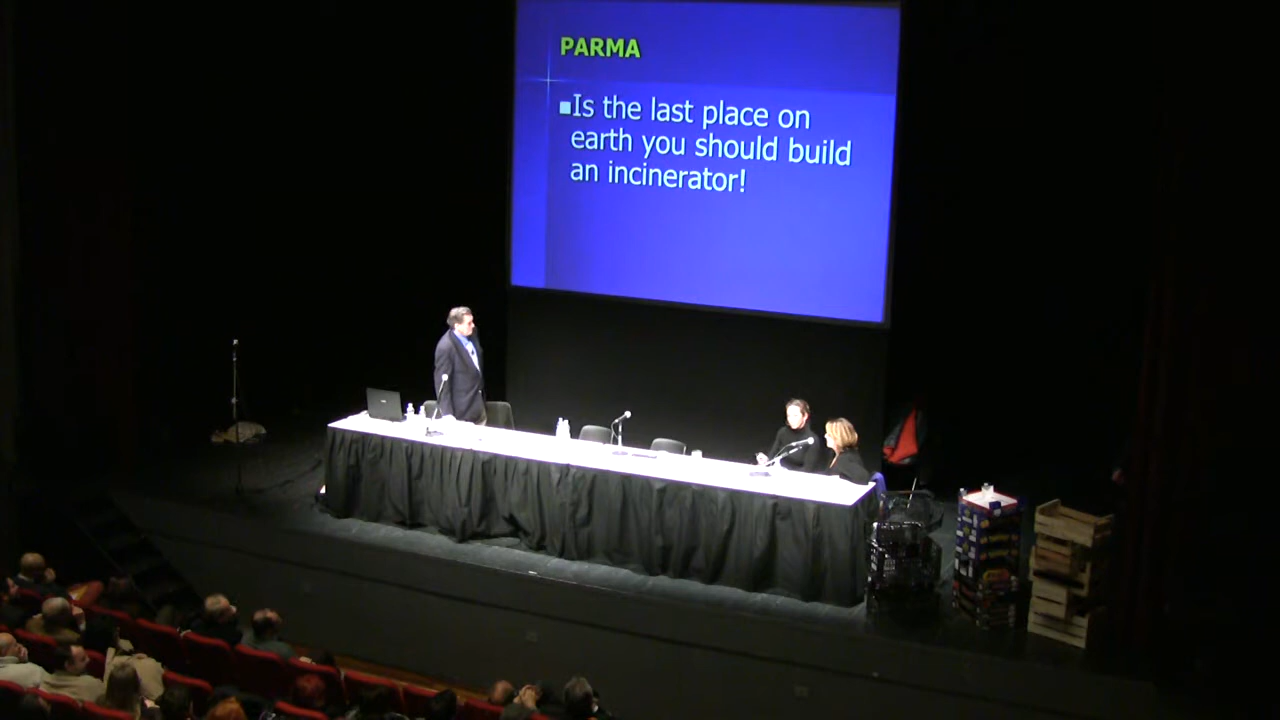 PARMA
Is the last place on
earth you should build
an incinerator!